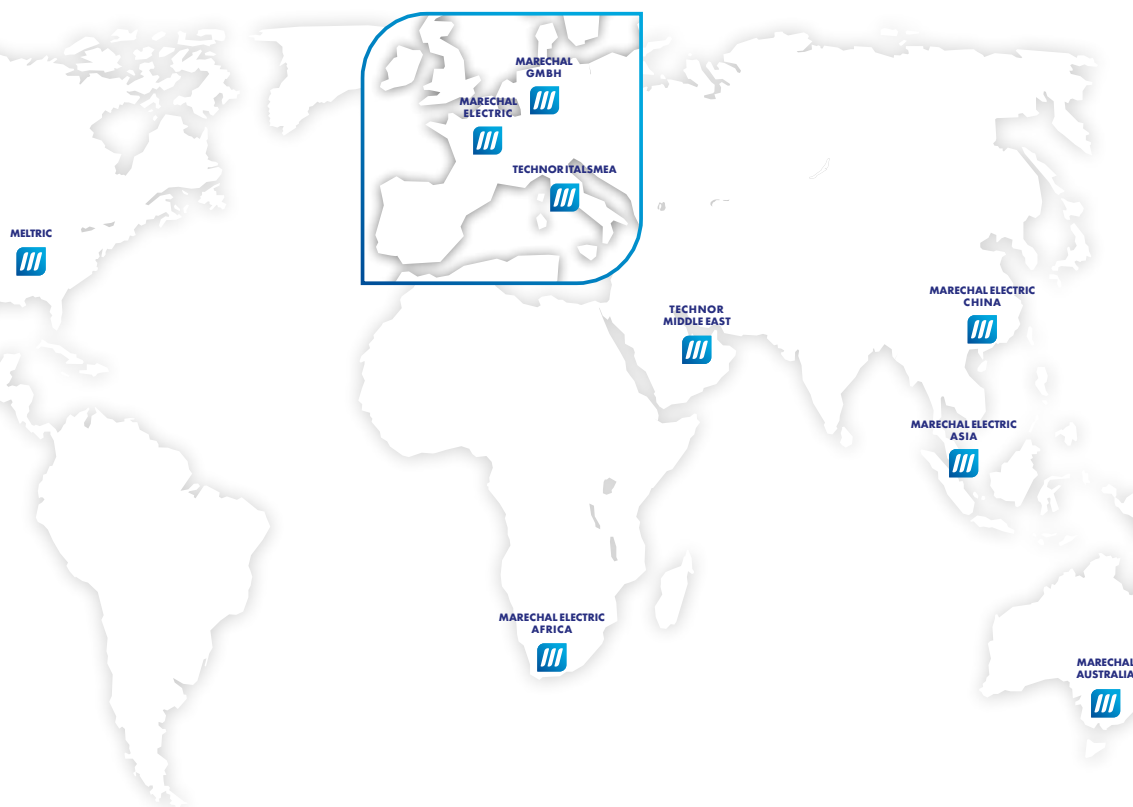 MARECHAL
GMBH
MARECHAL
ELECTRIC
TECHNOR ITALSMEA
MELTRIC
MARECHAL ELECTRIC
CHINA
TECHNOR
MIDDLE EAST
MARECHAL ELECTRIC
ASIA
MARECHAL ELECTRIC
AFRICA
MARECHAL
AUSTRALIA